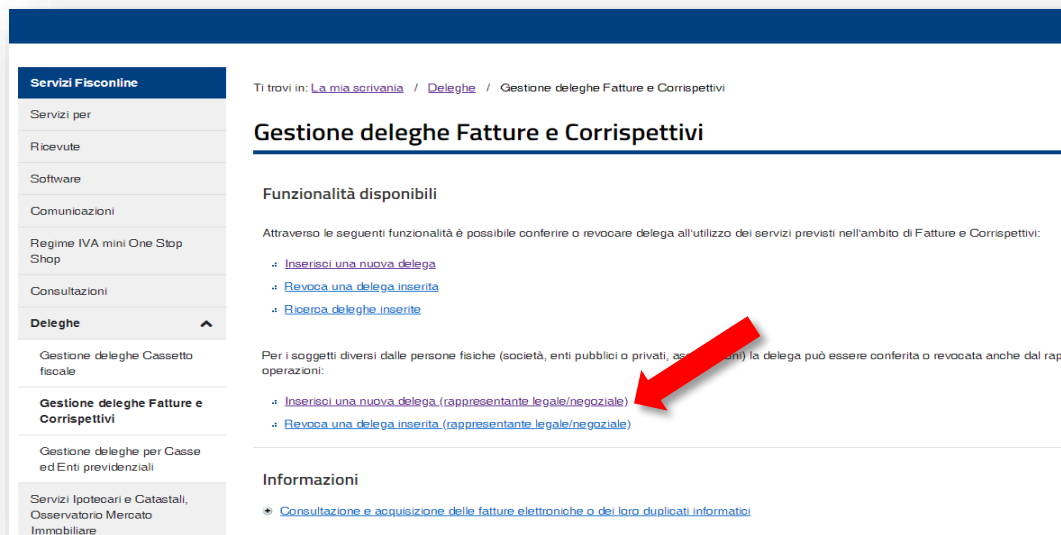 Servizi Fisconline
Servizi per
Ricevute
Software
Comunicazioni
Regime IVA mini One Stop
Shop
Consultazioni
Deleghe
Gestione deleghe Cassetto
fiscale
Gestione deleghe Fatture e
Corrispettivi
Gestione deleghe per Casse
ed Enti previdenziali
Servizi Ipotecari e Catastali,
Osservatorio Mercato
Immobiliare
Ti trovi in: La mia scrivania / Deleghe / Gestione deleghe Fatture e Corrispettivi
Gestione deleghe Fatture e Corrispettivi
Funzionalità disponibili
Attraverso le seguenti funzionalità è possibile conferire o revocare delega all'utilizzo dei servizi previsti nell'ambito di Fatture e Corrispettivi:
Inserisci una nuova delega
Revoca una delega inserita
Ricerca deleghe inserite
Per i soggetti diversi dalle persone fisiche (società, enti pubblici o privati, la delega può essere conferita o revocata anche dal rap
operazioni:
Inserisci una nuova delega (rappresentante legale/negoziale)
Revoca una delega inserita (rappresentante legale/negoziale)
Informazioni
Consultazione e acquisizione delle fatture elettroniche o dei loro duplicati informatici